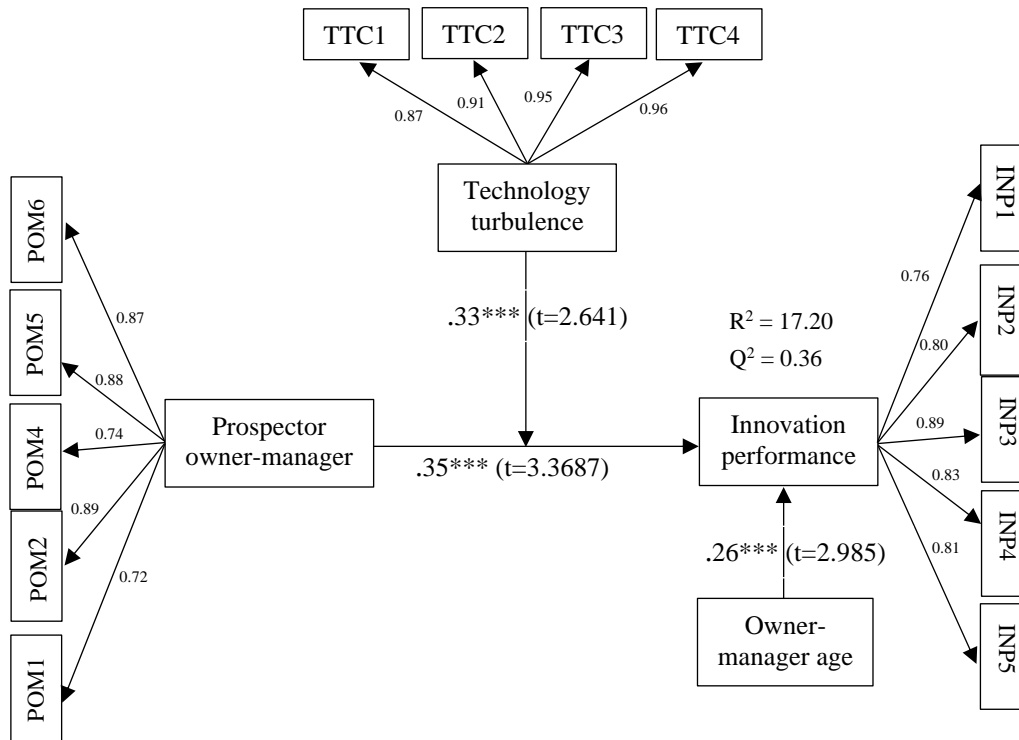 TTC1
TTC2
TTC3
TTC4
0.87
0.91
0.95
0.96
Technology
turbulence
POM6
POM5
POM4
POM2
POM1
0.87
0.88
0.74
0.89
0.72
Prospector
owner-manager
.33*** (t=2.641)
.35*** (t=3.3687)
R² = 17.20
Q² = 0.36
Innovation
performance
.26*** (t=2.985)
Owner-
manager age
0.76
0.80
0.89
0.83
0.81
INP1
INP2
INP3
INP4
INP5